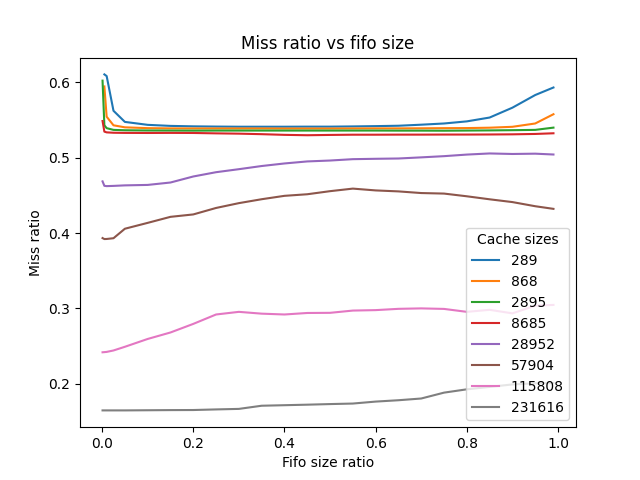 Miss ratio vs fifo size
Miss ratio
0.6
0.5
0.4
0.3
0.2
Cache sizes
289
868
2895
8685
28952
57904
115808
231616
0.0 0.2 0.4 0.6 0.8 1.0
Fifo size ratio